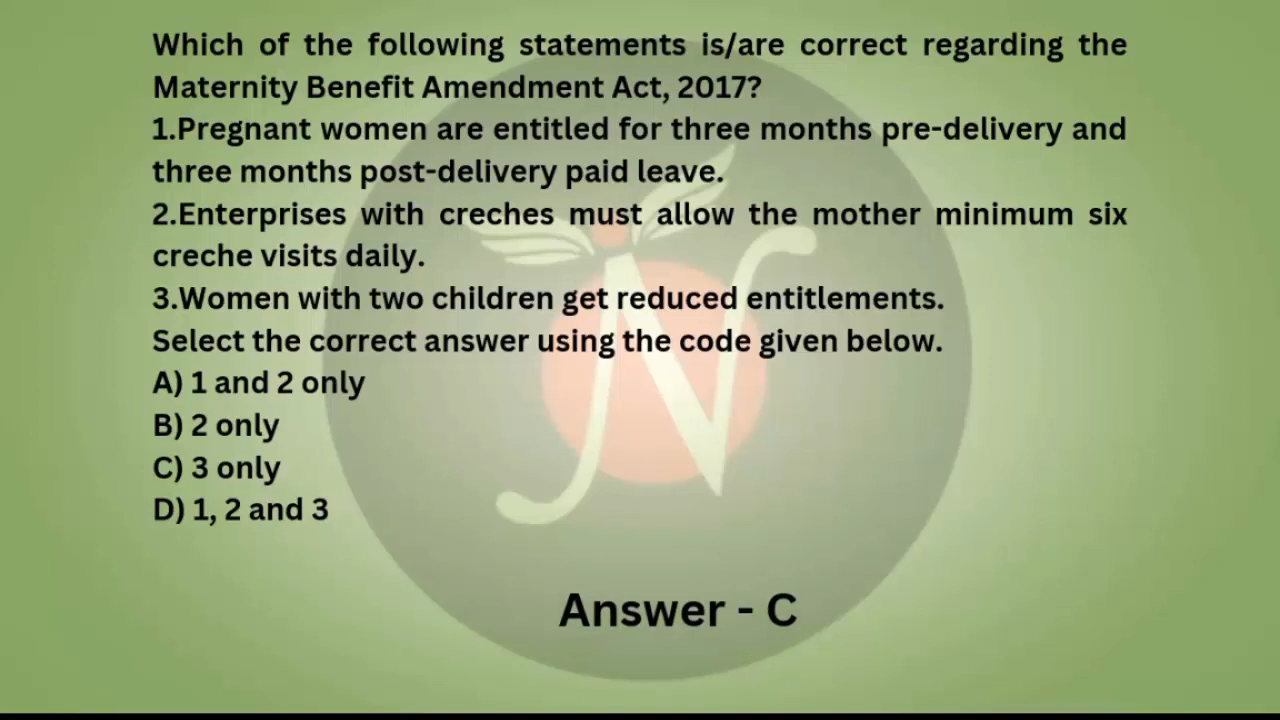 Which of the following statements is/are correct regarding the
Maternity Benefit Amendment Act, 2017?
1.Pregnant women are entitled for three months pre-delivery and
three months post-delivery paid leave.
2.Enterprises with creches must allow the mother minimum six
creche visits daily.
3.Women with two children get reduced entitlements.
Select the correct answer using the code given below.
A) 1 and 2 only
B) 2 only
C) 3 only
D) 1, 2 and 3
Answer - C